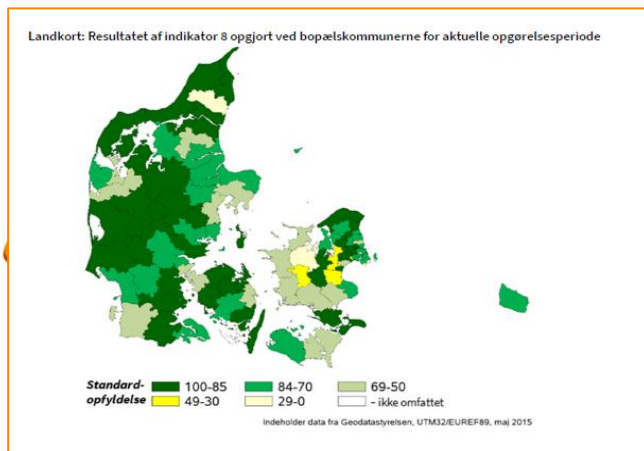 Landkort: Resultatet af indikator 8 opgjort ved bopælskommunerne for aktuelle opgørelsesperiode
Standard- 100-85 84-70 69-50
opfyldelse 49-30 29-0 - ikke omfattet
Indeholder data fra Geodatastyrelsen, UTM32/EUREF89, maj 2015